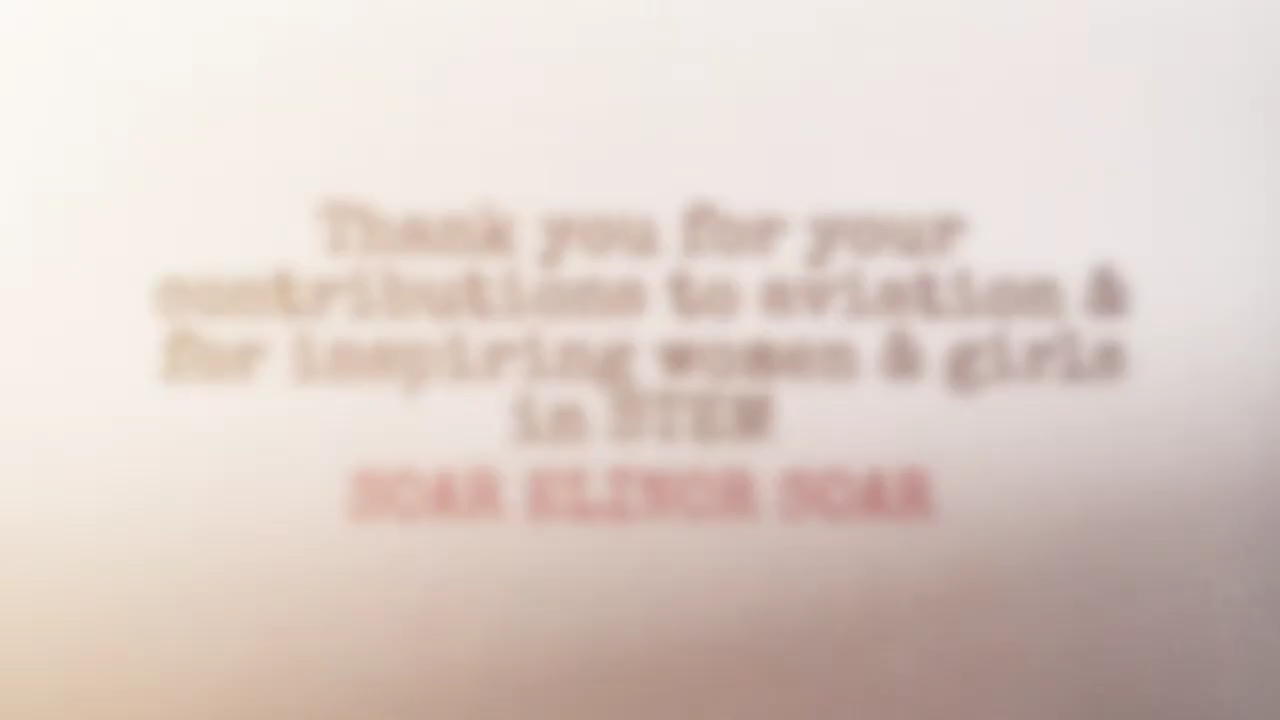 Thank you for your
contributions to aviation &
for inspiring women & girls
in STEM
SOAR ELINOR SOAR